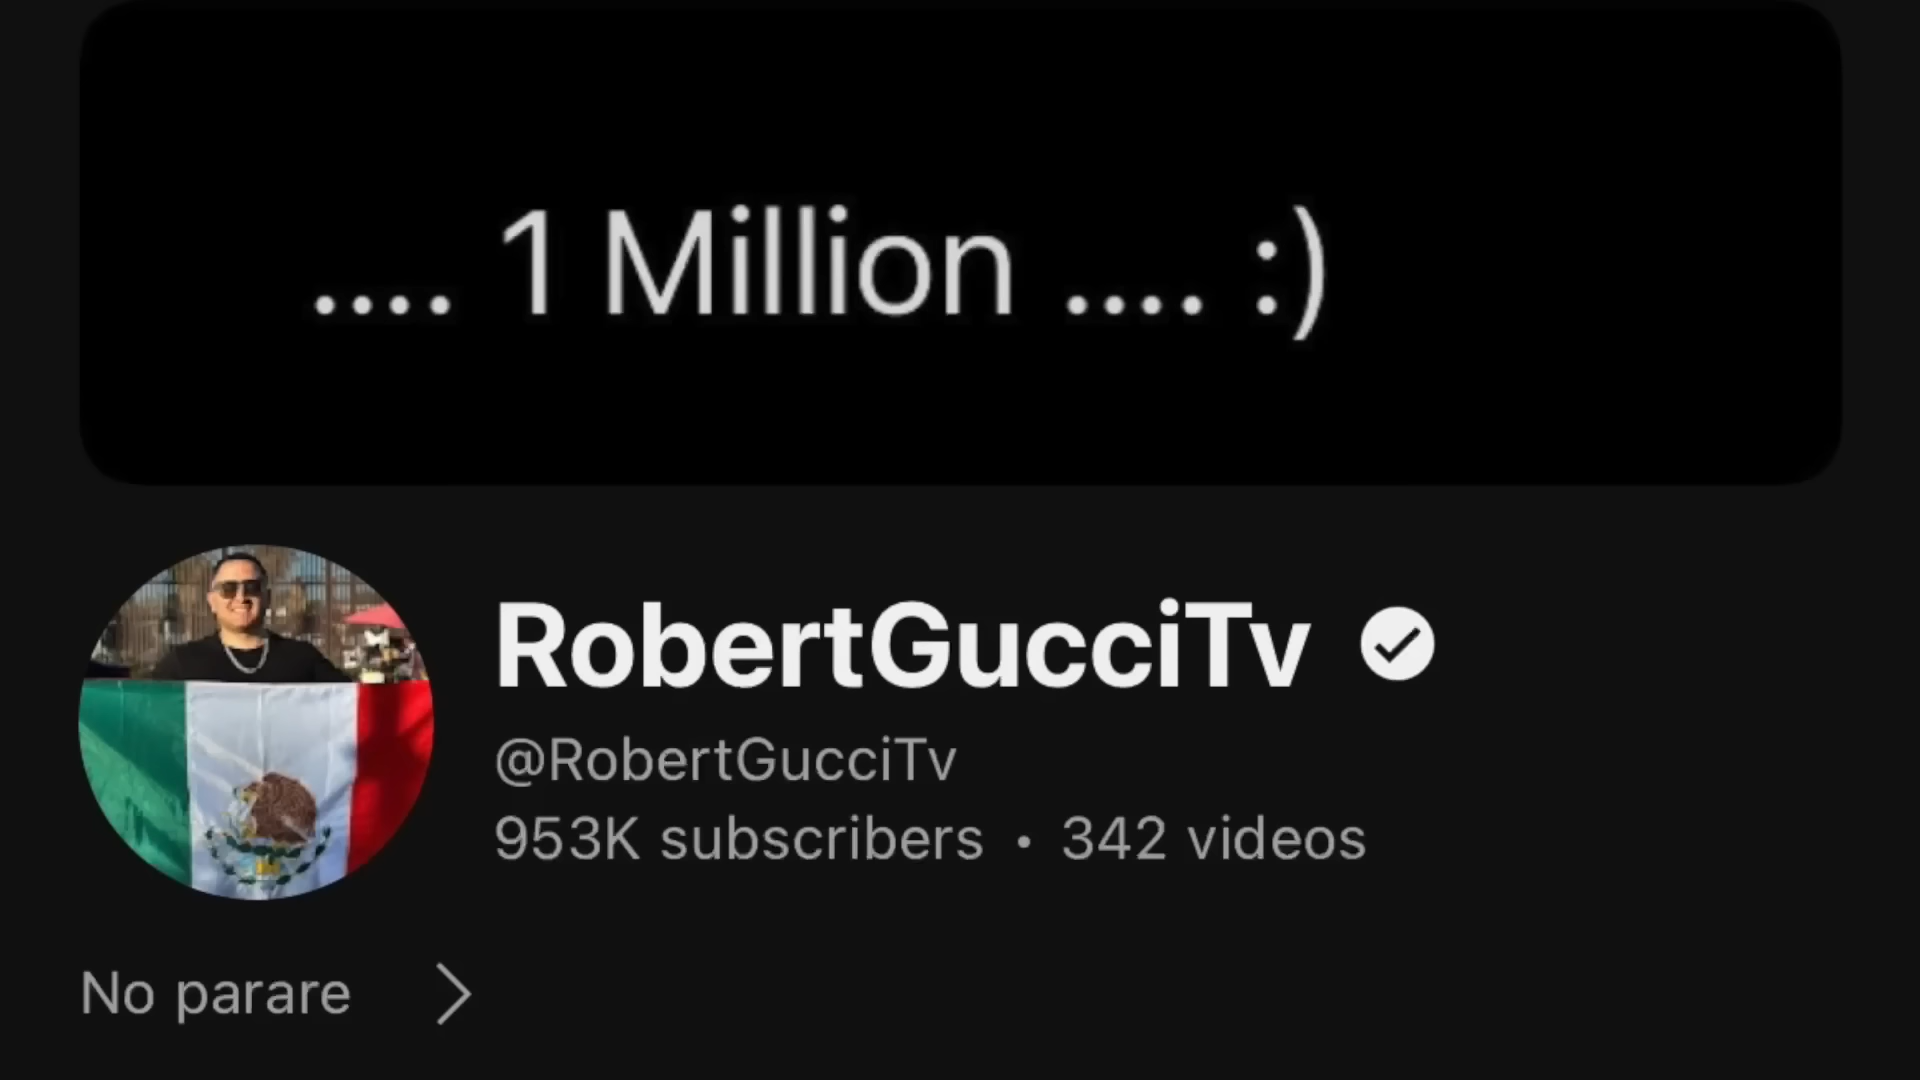 .... 1 Million .... :)
RobertGucciTv
@RobertGucciTv
953K subscribers • 342 videos
No parare